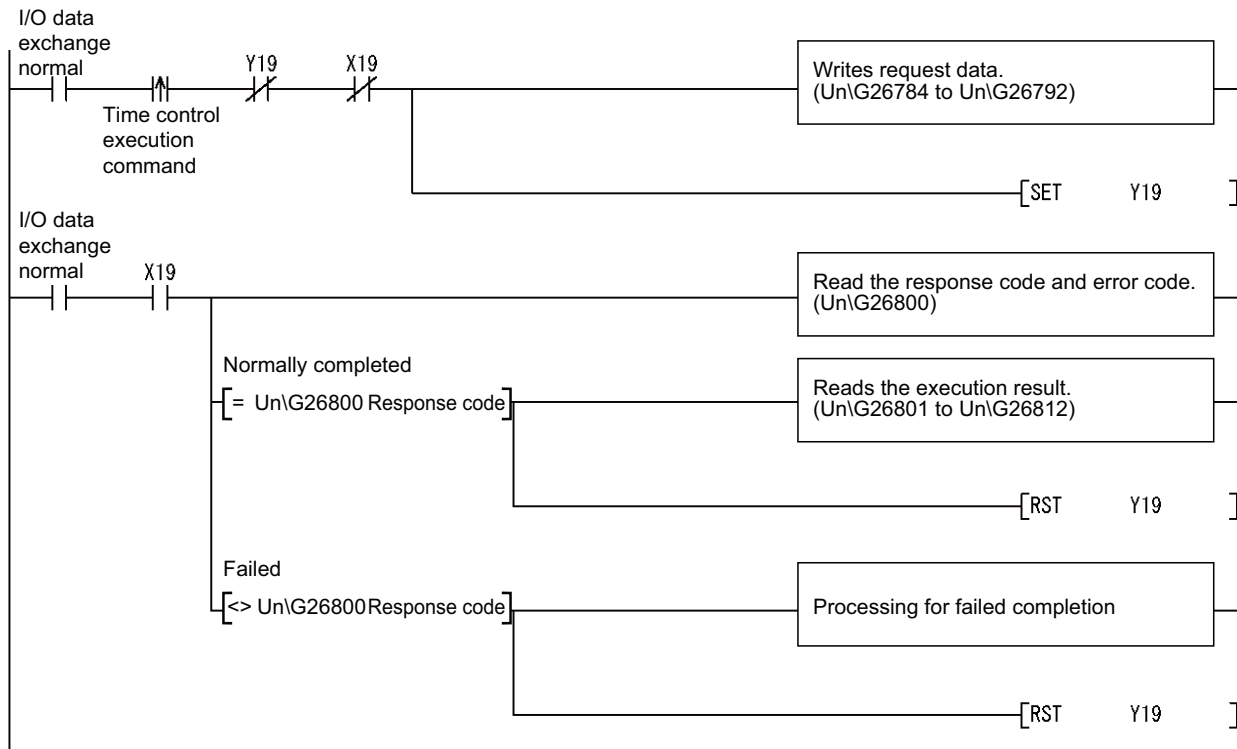 I/O data
exchange
normal
Y19
X19
Time control
execution
command
Writes request data.
(Un\G26784 to Un\G26792)
SET Y19
I/O data
exchange
normal
X19
Read the response code and error code.
(Un\G26800)
Normally completed
= Un\G26800 Response code
Reads the execution result.
(Un\G26801 to Un\G26812)
RST Y19
Failed
<> Un\G26800 Response code
Processing for failed completion
RST Y19